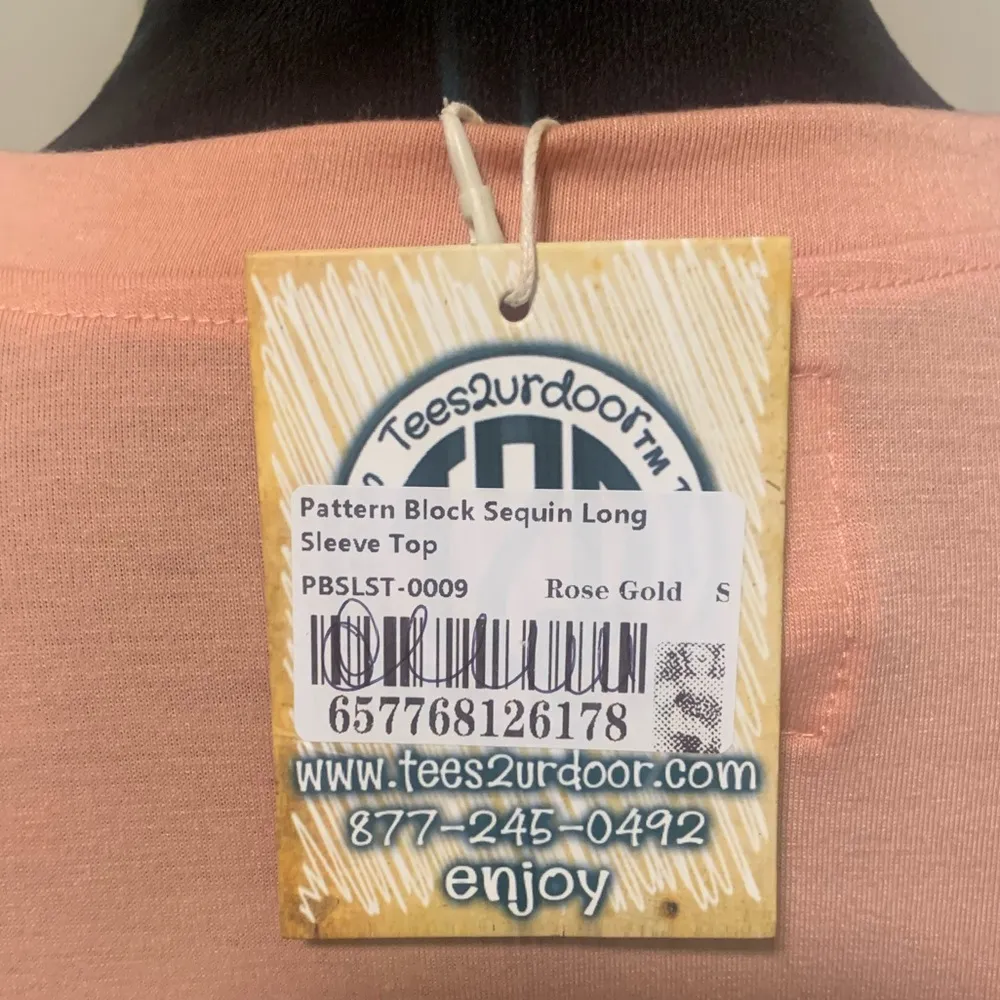 Tees2urdoor™
Pattern Block Sequin Long
Sleeve Top
PBSLST-0009 Rose Gold S
657768126178
www.tees2urdoor.com
877-245-0492
enjoy